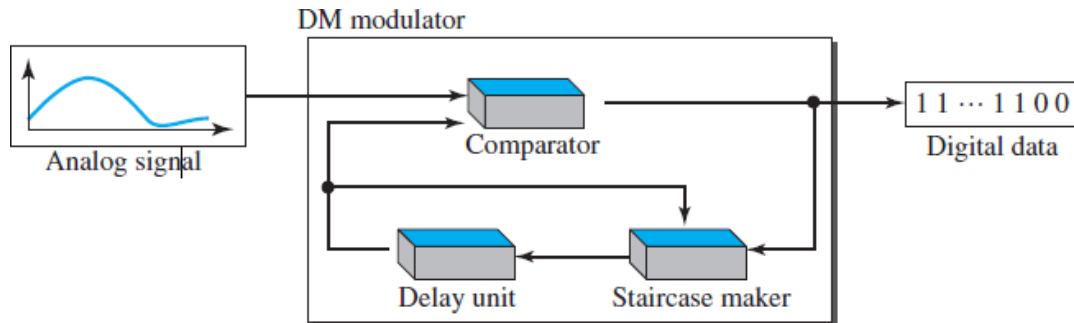 DM modulator
Analog signal
Comparator
1 1 ··· 1 1 0 0
Digital data
Delay unit
Staircase maker